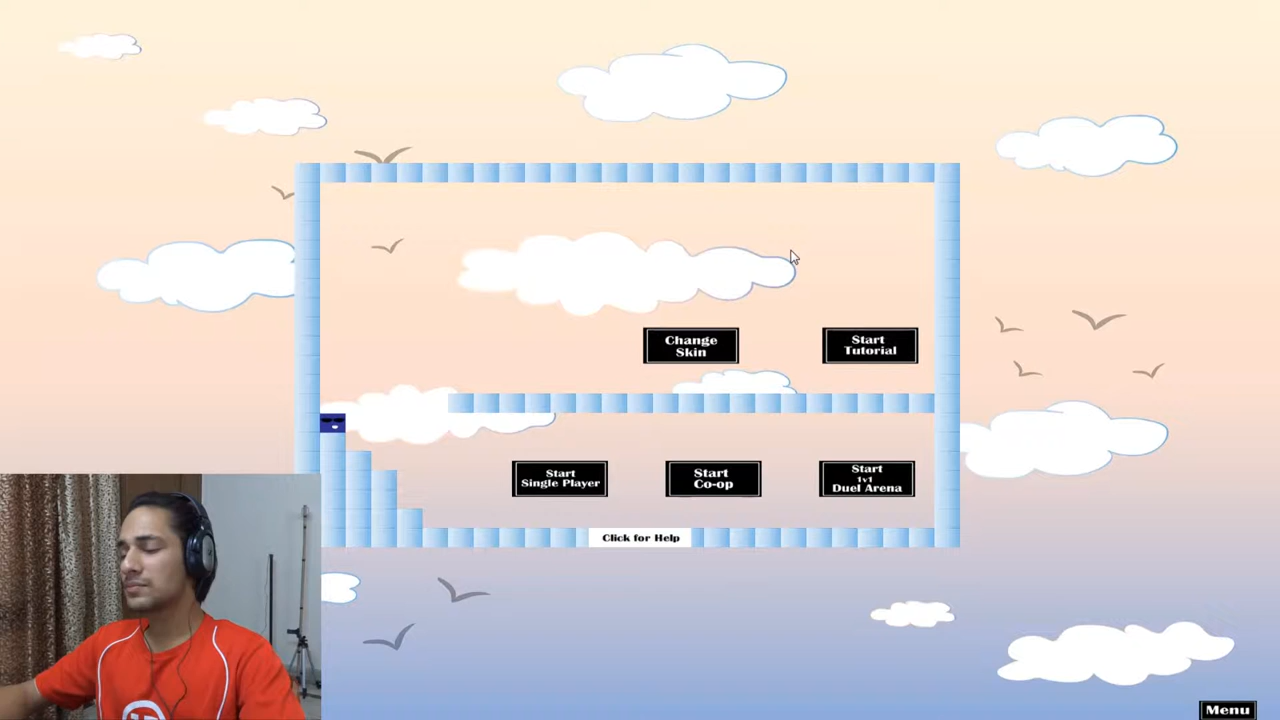 Change
Skin
Start
Tutorial
Start
Single Player
Start
Co-op
Start
1v1
Duel Arena
Click for Help
Menu